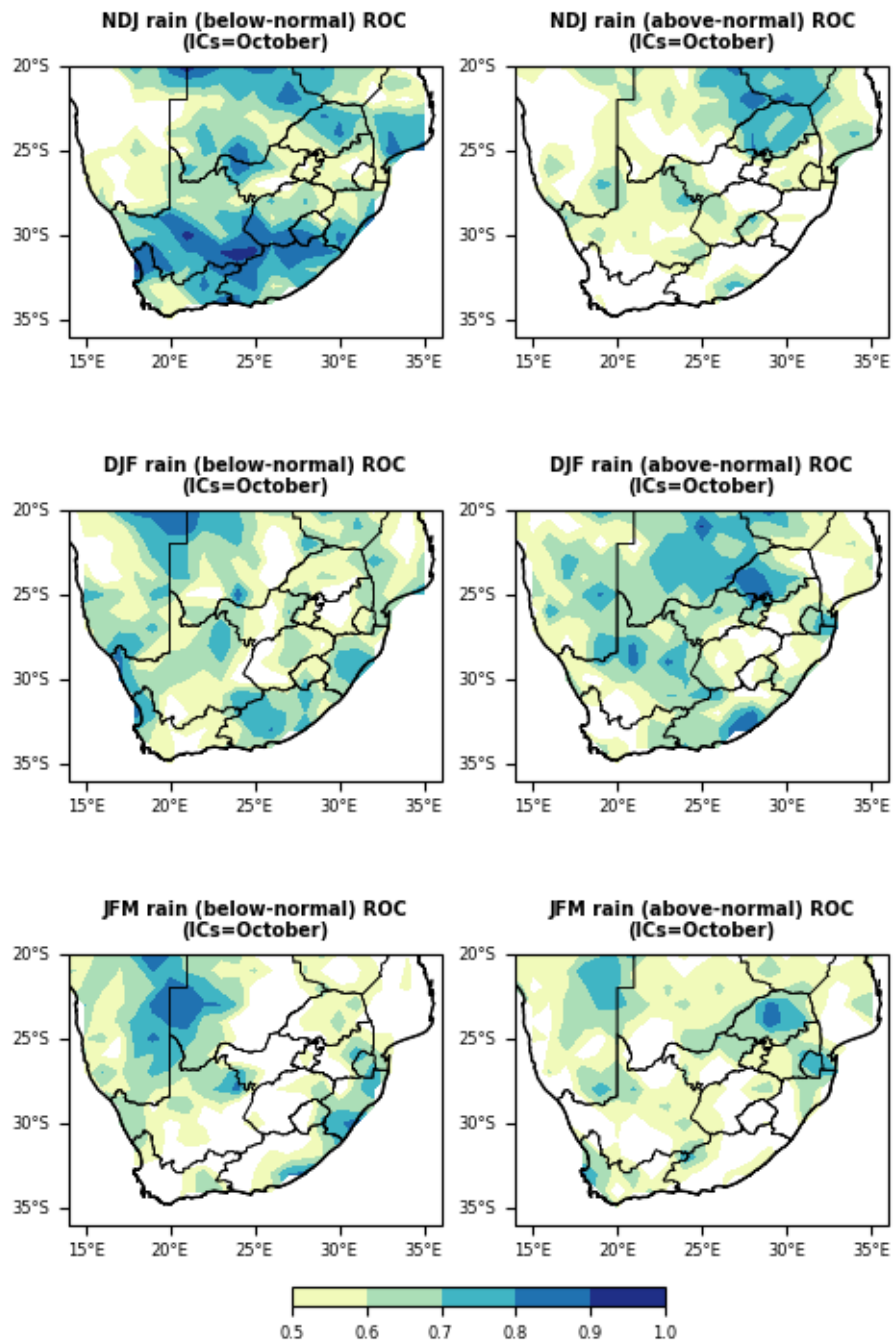 NDJ rain (below-normal) ROC
(ICs=October)
NDJ rain (above-normal) ROC
(ICs=October)
20°S
25°S
30°S
35°S
15°E 20°E 25°E 30°E 35°E
20°S
25°S
30°S
35°S
15°E 20°E 25°E 30°E 35°E
DJF rain (below-normal) ROC
(ICs=October)
DJF rain (above-normal) ROC
(ICs=October)
20°S
25°S
30°S
35°S
15°E 20°E 25°E 30°E 35°E
20°S
25°S
30°S
35°S
15°E 20°E 25°E 30°E 35°E
JFM rain (below-normal) ROC
(ICs=October)
JFM rain (above-normal) ROC
(ICs=October)
20°S
25°S
30°S
35°S
15°E 20°E 25°E 30°E 35°E
20°S
25°S
30°S
35°S
15°E 20°E 25°E 30°E 35°E
0.5 0.6 0.7 0.8 0.9 1.0